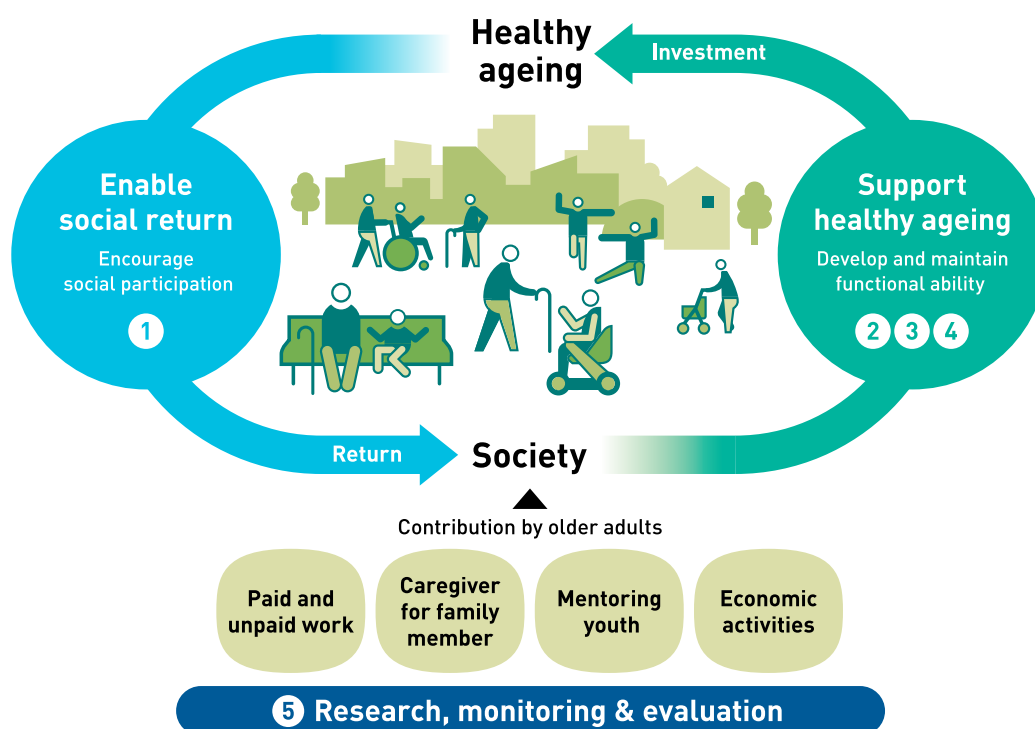 Healthy
ageing
Investment
Enable
social return
Encourage
social participation
1
Support
healthy ageing
Develop and maintain
functional ability
2 3 4
Return
Society
Contribution by older adults
Paid and
unpaid work
Caregiver
for family
member
Mentoring
youth
Economic
activities
5 Research, monitoring & evaluation